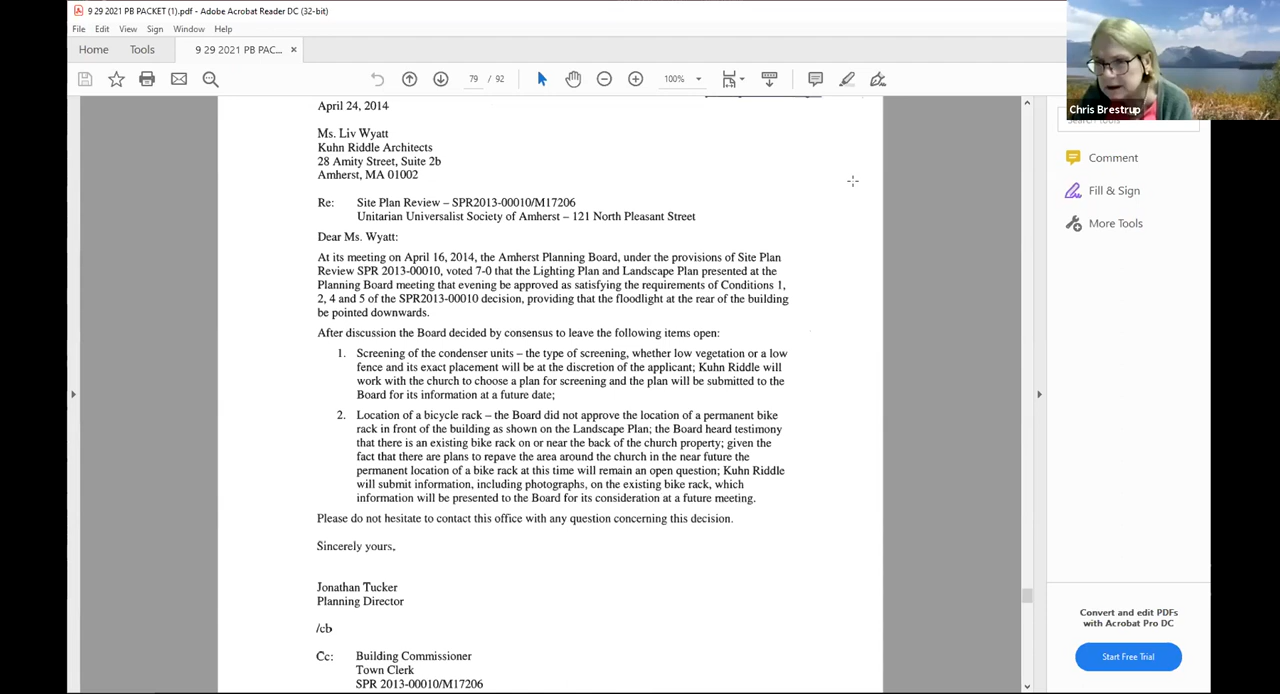 9 29 2021 PB PACKET (1).pdf - Adobe Acrobat Reader DC (32-bit)
File Edit View Sign Window Help
Home Tools 9 29 2021 PB PAC... ×
79 / 92 100%
Chris Brestrup
Search Tools
Comment
Fill & Sign
More Tools
April 24, 2014
Ms. Liv Wyatt
Kuhn Riddle Architects
28 Amity Street, Suite 2b
Amherst, MA 01002
Re: Site Plan Review – SPR2013-00010/M17206
Unitarian Universalist Society of Amherst – 121 North Pleasant Street
Dear Ms. Wyatt:
At its meeting on April 16, 2014, the Amherst Planning Board, under the provisions of Site Plan
Review SPR 2013-00010, voted 7-0 that the Lighting Plan and Landscape Plan presented at the
Planning Board meeting that evening be approved as satisfying the requirements of Conditions 1,
2, 4 and 5 of the SPR2013-00010 decision, providing that the floodlight at the rear of the building
be pointed downwards.
After discussion the Board decided by consensus to leave the following items open:
1. Screening of the condenser units – the type of screening, whether low vegetation or a low
fence and its exact placement will be at the discretion of the applicant; Kuhn Riddle will
work with the church to choose a plan for screening and the plan will be submitted to the
Board for its information at a future date;
2. Location of a bicycle rack – the Board did not approve the location of a permanent bike
rack in front of the building as shown on the Landscape Plan; the Board heard testimony
that there is an existing bike rack on or near the back of the church property; given the
fact that there are plans to repave the area around the church in the near future the
permanent location of a bike rack at this time will remain an open question; Kuhn Riddle
will submit information, including photographs, on the existing bike rack, which
information will be presented to the Board for its consideration at a future meeting.
Please do not hesitate to contact this office with any question concerning this decision.
Sincerely yours,
Jonathan Tucker
Planning Director
/cb
Cc: Building Commissioner
Town Clerk
SPR 2013-00010/M17206
Convert and edit PDFs
with Acrobat Pro DC
Start Free Trial